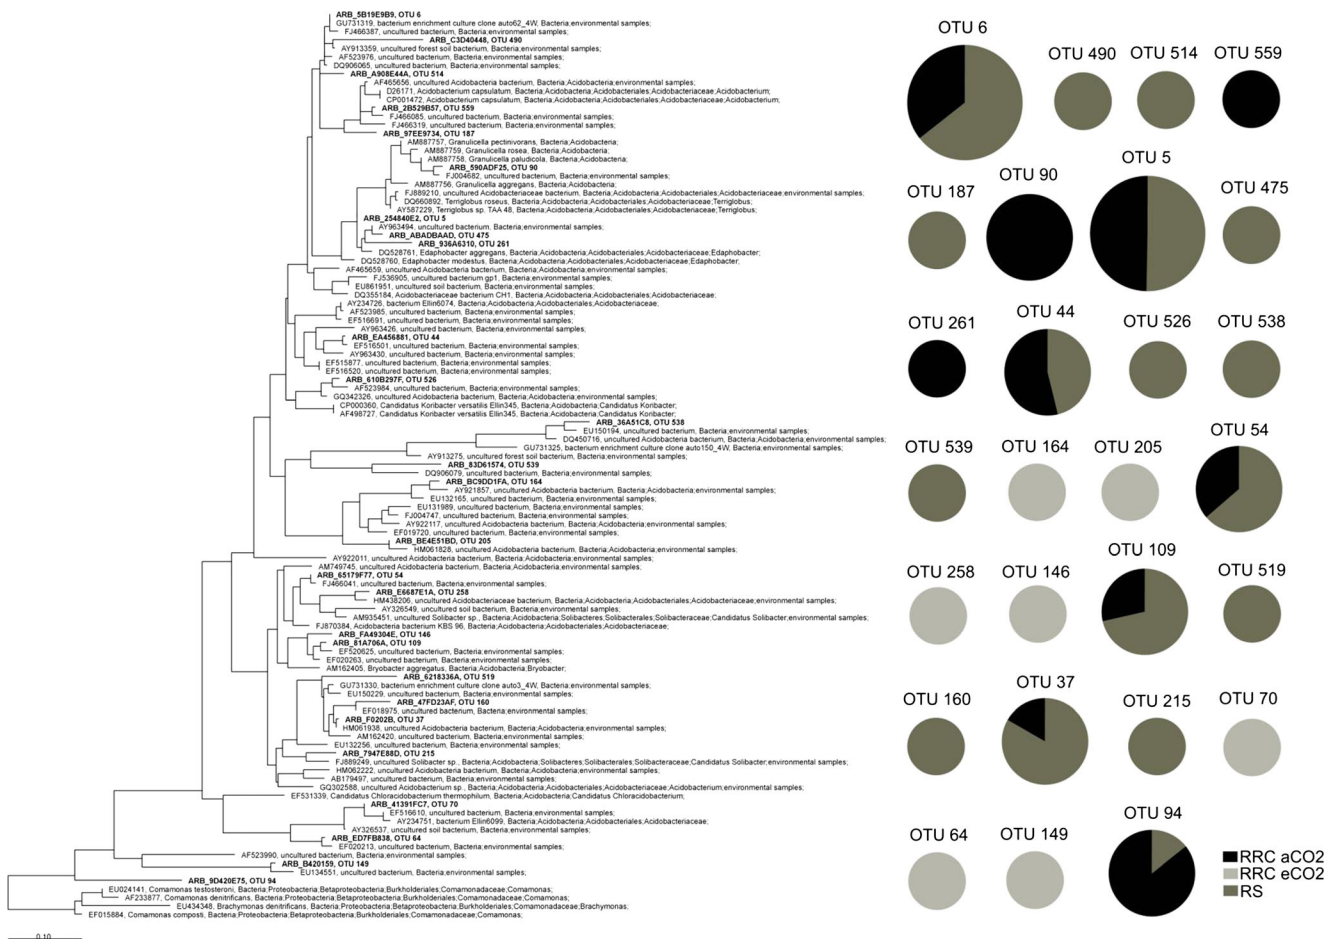 ARB_5B19E9B9, OTU 6
GU731319, bacterium enrichment culture clone auto62_4W, Bacteria;environmental samples;
FJ466387, uncultured bacterium, Bacteria;environmental samples;
ARB_C3D40448, OTU 490
AY913359, uncultured forest soil bacterium, Bacteria;environmental samples;
AF523976, uncultured bacterium, Bacteria;environmental samples;
DQ906065, uncultured bacterium, Bacteria;environmental samples;
ARB_A908E44A, OTU 514
AF465656, uncultured Acidobacteria bacterium, Bacteria;Acidobacteria;environmental samples;
D26171, Acidobacterium capsulatum, Bacteria;Acidobacteria;Acidobacteriales;Acidobacteriaceae;Acidobacterium;
CP001472, Acidobacterium capsulatum, Bacteria;Acidobacteria;Acidobacteriales;Acidobacteriaceae;Acidobacterium;
ARB_2B529B57, OTU 559
FJ466085, uncultured bacterium, Bacteria;environmental samples;
FJ466319, uncultured bacterium, Bacteria;environmental samples;
ARB_97EE9734, OTU 187
AM887757, Granulicella pectinivorans, Bacteria;Acidobacteria;
AM887759, Granulicella rosea, Bacteria;Acidobacteria;
AM887758, Granulicella paludicola, Bacteria;Acidobacteria;
ARB_590ADF25, OTU 90
FJ004682, uncultured bacterium, Bacteria;environmental samples;
AM887756, Granulicella aggregans, Bacteria;Acidobacteria;
FJ889210, uncultured Acidobacteriaceae bacterium, Bacteria;Acidobacteria;Acidobacteriales;Acidobacteriaceae;environmental samples;
DQ660892, Terriglobus roseus, Bacteria;Acidobacteria;Acidobacteriales;Acidobacteriaceae;Terriglobus;
AY587229, Terriglobus sp. TAA 48, Bacteria;Acidobacteria;Acidobacteriales;Acidobacteriaceae;Terriglobus;
ARB_254840E2, OTU 5
AY963494, uncultured bacterium, Bacteria;environmental samples;
ARB_ABADBAAD, OTU 475
ARB_936A6310, OTU 261
DQ528761, Edaphobacter aggregans, Bacteria;Acidobacteria;Acidobacteriales;Acidobacteriaceae;Edaphobacter;
DQ528760, Edaphobacter modestus, Bacteria;Acidobacteria;Acidobacteriales;Acidobacteriaceae;Edaphobacter;
AF465659, uncultured Acidobacteria bacterium, Bacteria;Acidobacteria;environmental samples;
FJ536905, uncultured bacterium gp1, Bacteria;environmental samples;
EU861951, uncultured soil bacterium, Bacteria;environmental samples;
DQ355184, Acidobacteriaceae bacterium CH1, Bacteria;Acidobacteria;Acidobacteriales;Acidobacteriaceae;
AY234726, bacterium Ellin6074, Bacteria;Acidobacteria;Acidobacteriales;Acidobacteriaceae;
AF523985, uncultured bacterium, Bacteria;environmental samples;
EF516691, uncultured bacterium, Bacteria;environmental samples;
AY963426, uncultured bacterium, Bacteria;environmental samples;
ARB_EA456881, OTU 44
EF516501, uncultured bacterium, Bacteria;environmental samples;
AY963430, uncultured bacterium, Bacteria;environmental samples;
EF515877, uncultured bacterium, Bacteria;environmental samples;
EF516520, uncultured bacterium, Bacteria;environmental samples;
ARB_610B297F, OTU 526
AF523984, uncultured bacterium, Bacteria;environmental samples;
GQ342326, uncultured Acidobacteria bacterium, Bacteria;Acidobacteria;environmental samples;
CP000360, Candidatus Koribacter versatilis Ellin345, Bacteria;Acidobacteria;Candidatus Koribacter;
AF498727, Candidatus Koribacter versatilis Ellin345, Bacteria;Acidobacteria;Candidatus Koribacter;
ARB_36A51C8, OTU 538
EU150194, uncultured bacterium, Bacteria;environmental samples;
DQ450716, uncultured Acidobacteria bacterium, Bacteria;Acidobacteria;environmental samples;
GU731325, bacterium enrichment culture clone auto150_4W, Bacteria;environmental samples;
AY913275, uncultured forest soil bacterium, Bacteria;environmental samples;
ARB_83D61574, OTU 539
DQ906079, uncultured bacterium, Bacteria;environmental samples;
ARB_BC9DD1FA, OTU 164
AY921857, uncultured Acidobacteria bacterium, Bacteria;Acidobacteria;environmental samples;
EU132165, uncultured bacterium, Bacteria;environmental samples;
EU131989, uncultured bacterium, Bacteria;environmental samples;
FJ004747, uncultured bacterium, Bacteria;environmental samples;
AY922117, uncultured Acidobacteria bacterium, Bacteria;Acidobacteria;environmental samples;
EF019720, uncultured bacterium, Bacteria;environmental samples;
ARB_BE4E51BD, OTU 205
HM061828, uncultured Acidobacteria bacterium, Bacteria;Acidobacteria;environmental samples;
AY922011, uncultured Acidobacteria bacterium, Bacteria;Acidobacteria;environmental samples;
AM749745, uncultured Acidobacteria bacterium, Bacteria;Acidobacteria;environmental samples;
ARB_65179F77, OTU 54
FJ466041, uncultured bacterium, Bacteria;environmental samples;
ARB_E6687E1A, OTU 258
HM438206, uncultured Acidobacteriaceae bacterium, Bacteria;Acidobacteria;Acidobacteriales;Acidobacteriaceae;environmental samples;
AY326549, uncultured soil bacterium, Bacteria;environmental samples;
AM935451, uncultured Solibacter sp., Bacteria;Acidobacteria;Solibacteres;Solibacterales;Solibacteraceae;Candidatus Solibacter;environmental samples;
FJ870384, Acidobacteria bacterium KBS 96, Bacteria;Acidobacteria;Acidobacteriales;Acidobacteriaceae;
ARB_FA49304E, OTU 146
ARB_81A706A, OTU 109
EF520625, uncultured bacterium, Bacteria;environmental samples;
EF020263, uncultured bacterium, Bacteria;environmental samples;
AM162405, Bryobacter aggregatus, Bacteria;Acidobacteria;Bryobacter;
ARB_6218336A, OTU 519
GU731330, bacterium enrichment culture clone auto3_4W, Bacteria;environmental samples;
EU150229, uncultured bacterium, Bacteria;environmental samples;
ARB_47FD23AF, OTU 160
EF018975, uncultured bacterium, Bacteria;environmental samples;
ARB_F0202B, OTU 37
HM061938, uncultured Acidobacteria bacterium, Bacteria;Acidobacteria;environmental samples;
AM162420, uncultured bacterium, Bacteria;environmental samples;
EU132256, uncultured bacterium, Bacteria;environmental samples;
ARB_7947E88D, OTU 215
FJ889249, uncultured Solibacter sp., Bacteria;Acidobacteria;Solibacteres;Solibacterales;Solibacteraceae;Candidatus Solibacter;environmental samples;
HM062222, uncultured Acidobacteria bacterium, Bacteria;Acidobacteria;environmental samples;
AB179497, uncultured bacterium, Bacteria;environmental samples;
GQ302588, uncultured Acidobacterium sp., Bacteria;Acidobacteria;Acidobacteriales;Acidobacteriaceae;Acidobacterium;environmental samples;
EF531339, Candidatus Chloracidobacterium thermophilum, Bacteria;Acidobacteria;Candidatus Chloracidobacterium;
ARB_41391FC7, OTU 70
EF516610, uncultured bacterium, Bacteria;environmental samples;
AY234751, bacterium Ellin6099, Bacteria;Acidobacteria;Acidobacteriales;Acidobacteriaceae;
AY326537, uncultured soil bacterium, Bacteria;environmental samples;
ARB_ED7FB838, OTU 64
EF020213, uncultured bacterium, Bacteria;environmental samples;
AF523990, uncultured bacterium, Bacteria;environmental samples;
ARB_B420159, OTU 149
EU134551, uncultured bacterium, Bacteria;environmental samples;
ARB_9D420E75, OTU 94
EU024141, Comamonas testosteroni, Bacteria;Proteobacteria;Betaproteobacteria;Burkholderiales;Comamonadaceae;Comamonas;
AF233877, Comamonas denitrificans, Bacteria;Proteobacteria;Betaproteobacteria;Burkholderiales;Comamonadaceae;Comamonas;
EU434348, Brachymonas denitrificans, Bacteria;Proteobacteria;Betaproteobacteria;Burkholderiales;Comamonadaceae;Brachymonas;
EF015884, Comamonas composti, Bacteria;Proteobacteria;Betaproteobacteria;Burkholderiales;Comamonadaceae;Comamonas;
0.10
OTU 6
OTU 490
OTU 514
OTU 559
OTU 187
OTU 90
OTU 5
OTU 475
OTU 261
OTU 44
OTU 526
OTU 538
OTU 539
OTU 164
OTU 205
OTU 54
OTU 258
OTU 146
OTU 109
OTU 519
OTU 160
OTU 37
OTU 215
OTU 70
OTU 64
OTU 149
OTU 94
RRC aCO2
RRC eCO2
RS